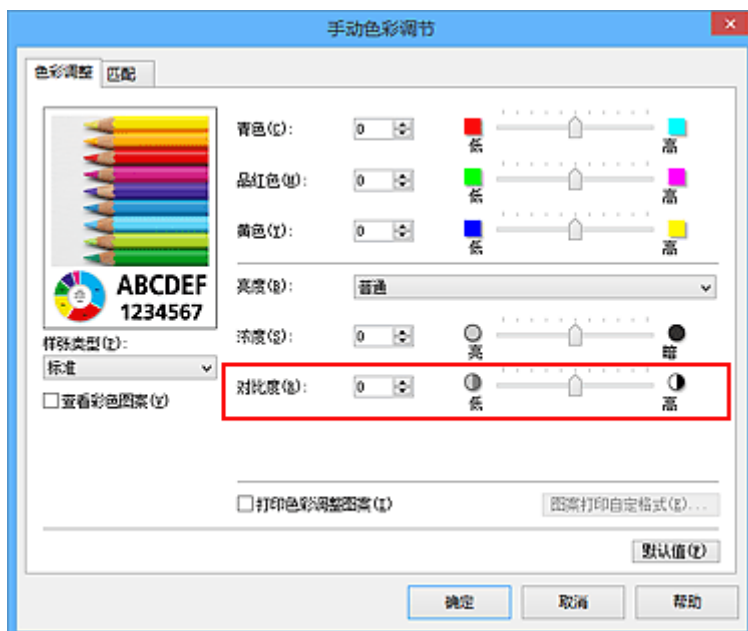 手动色彩调节
色彩调整 匹配
青色(C): 0 低 高
品红色(M): 0 低 高
黄色(Y): 0 低 高
ABCDEF
1234567
亮度(B): 普通
样张类型(E):
标准
浓度(S): 0 亮 暗
对比度(R): 0 低 高
查看彩色图案(V)
打印色彩调整图案(I) 图案打印自定格式(E)...
默认值(F)
确定 取消 帮助